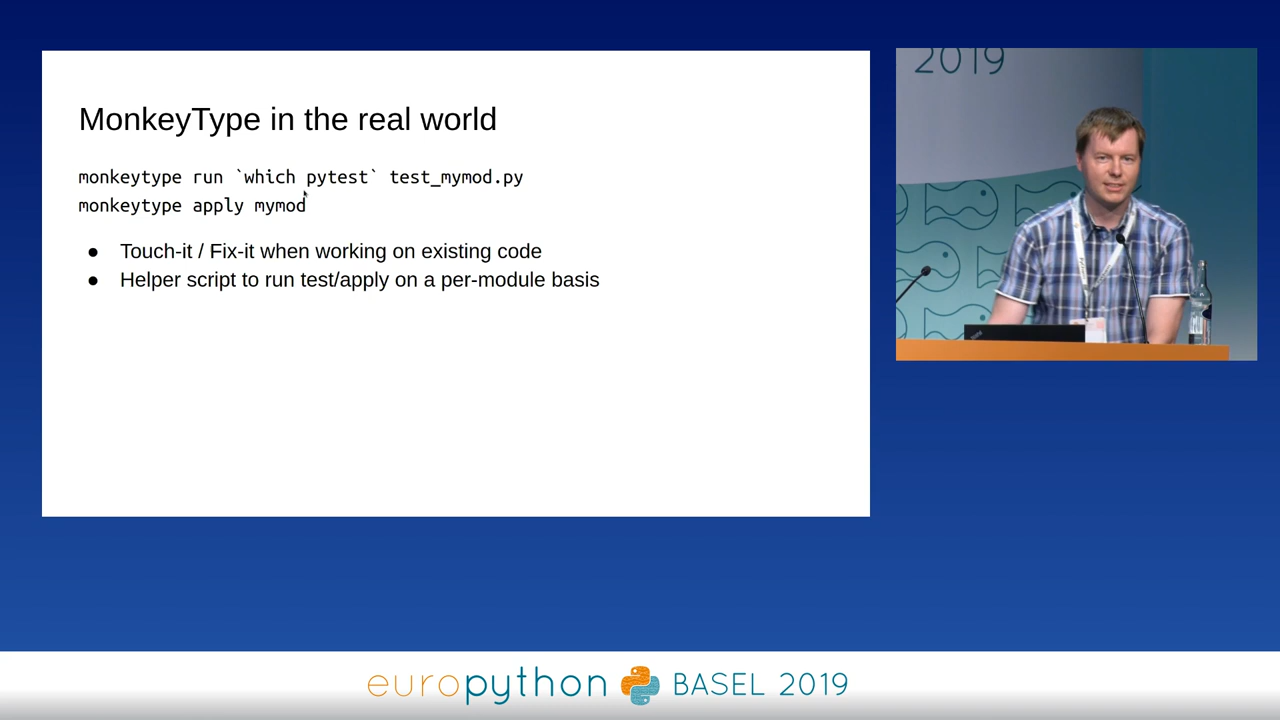 MonkeyType in the real world
monkeytype run `which pytest` test_mymod.py
monkeytype apply mymod
● Touch-it / Fix-it when working on existing code
● Helper script to run test/apply on a per-module basis
2019
europython BASEL 2019